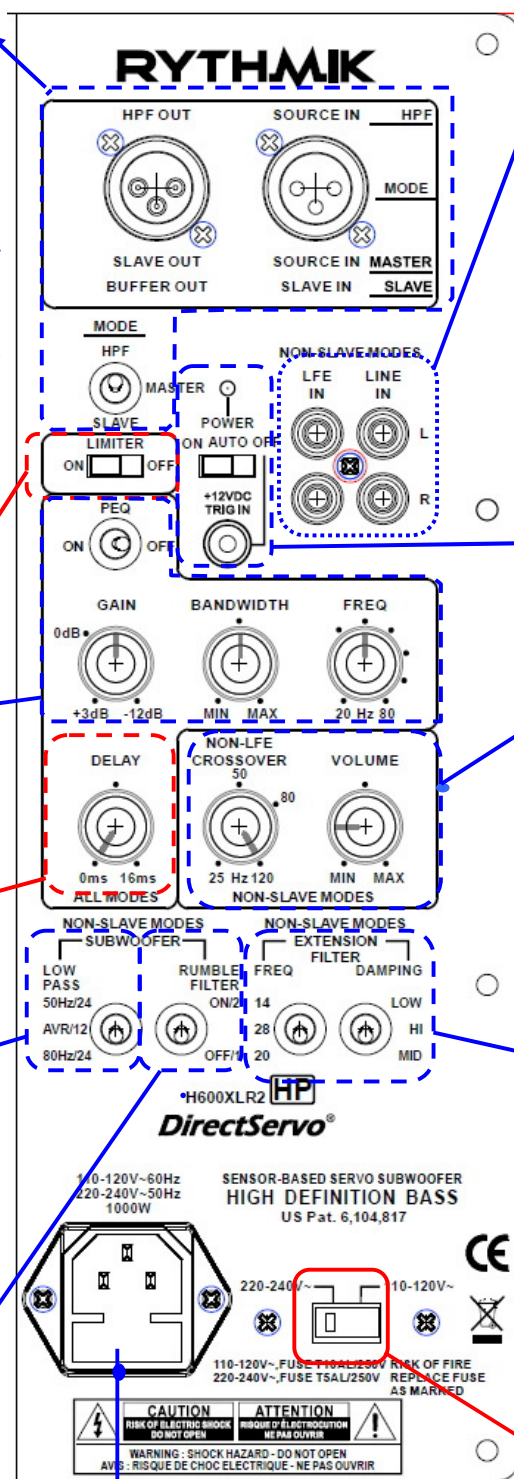 RYTHMIK
HPF OUT
SOURCE IN HPF
MODE
SLAVE OUT
BUFFER OUT
SOURCE IN MASTER
SLAVE IN SLAVE
MODE
HPF
MASTER
SLAVE
NON-SLAVE MODES
LFE IN
LINE IN
L
R
POWER
ON AUTO OFF
+12VDC
TRIG IN
LIMITER
ON OFF
PEQ
ON OFF
GAIN
0dB
+3dB -12dB
BANDWIDTH
MIN MAX
FREQ
20 Hz 80
DELAY
0ms 16ms
ALL MODES
NON-LFE
CROSSOVER
50
80
25 Hz 120
VOLUME
MIN MAX
NON-SLAVE MODES
NON-SLAVE MODES
SUBWOOFER
LOW
PASS
50Hz/24
AVR/12
80Hz/24
RUMBLE
FILTER
ON/2
OFF/1
NON-SLAVE MODES
EXTENSION
FILTER
FREQ
14
28
20
DAMPING
LOW
HI
MID
H600XLR2 HP
DirectServo®
110-120V~60Hz
220-240V~50Hz
1000W
SENSOR-BASED SERVO SUBWOOFER
HIGH DEFINITION BASS
US Pat. 6,104,817
CE
220-240V~ 110-120V~
110-120V~,FUSE T10AL/250V RISK OF FIRE
220-240V~,FUSE T5AL/250V REPLACE FUSE
AS MARKED
CAUTION
RISK OF ELECTRIC SHOCK
DO NOT OPEN
ATTENTION
RISQUE D'ÉLECTROCUTION
NE PAS OUVRIR
WARNING : SHOCK HAZARD - DO NOT OPEN
AVIS : RISQUE DE CHOC ELECTRIQUE - NE PAS OUVRIR